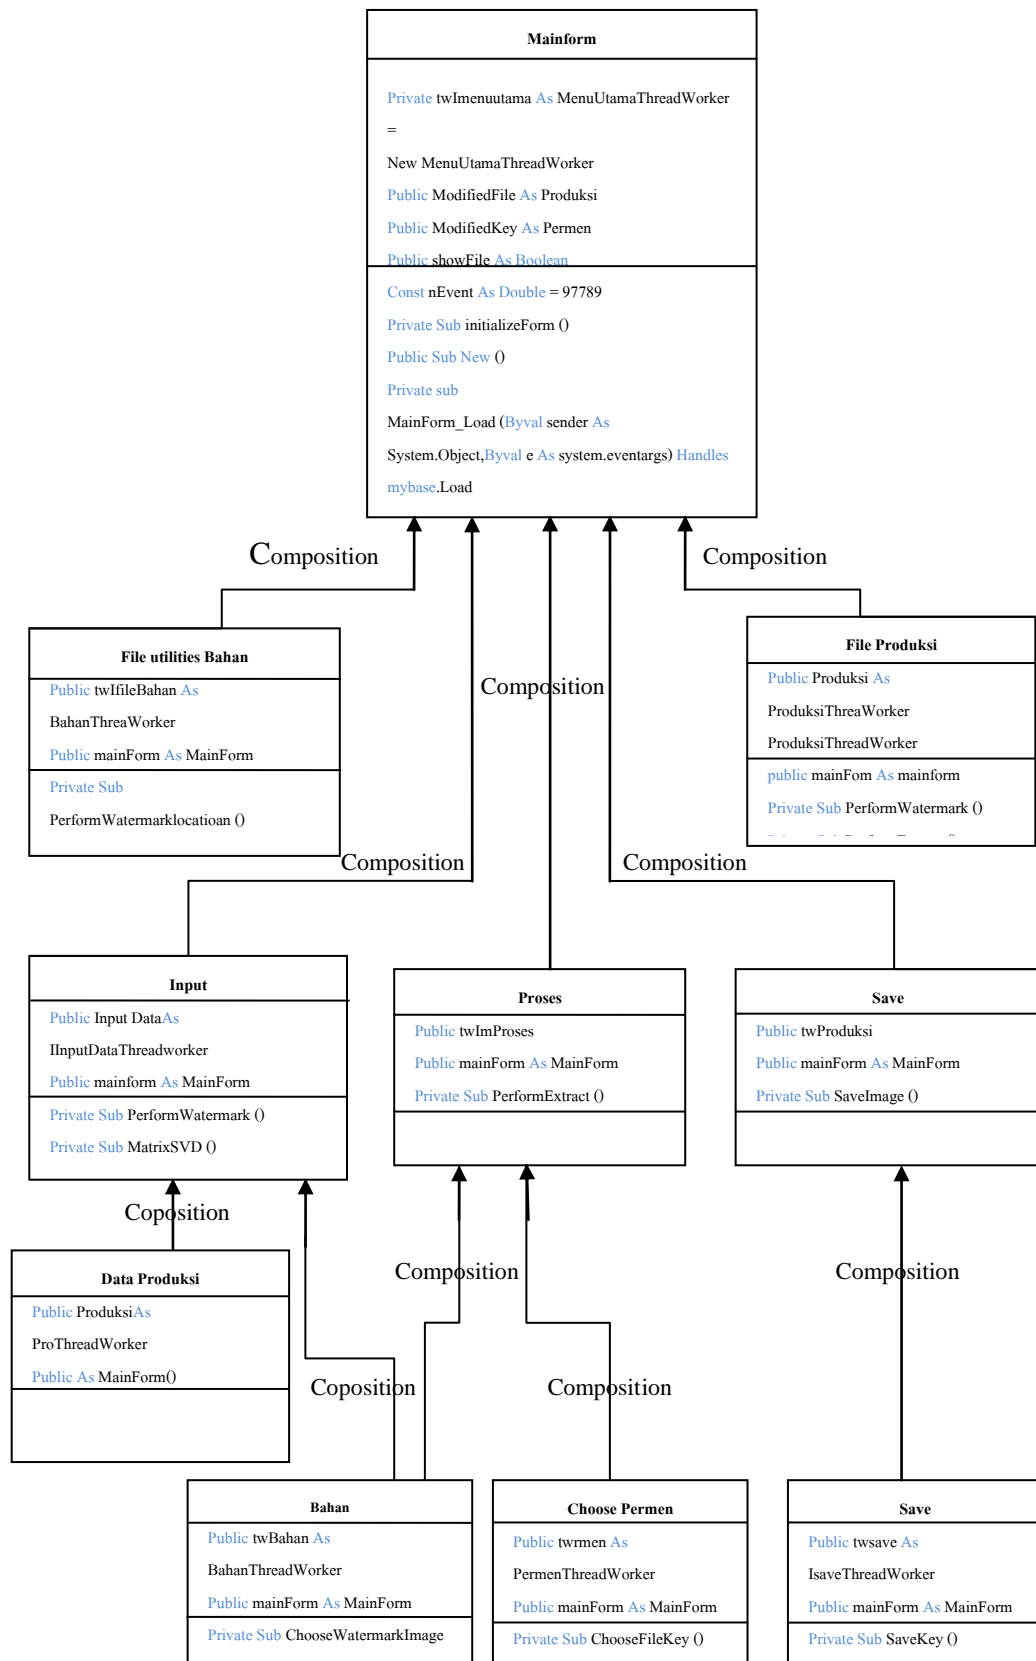 Mainform
Private twImenuutama As MenuUtamaThreadWorker
=
New MenuUtamaThreadWorker
Public ModifiedFile As Produksi
Public ModifiedKey As Permen
Public showFile As Boolean
Const nEvent As Double = 97789
Private Sub initializeForm ()
Public Sub New ()
Private sub
MainForm_Load (Byval sender As
System.Object,Byval e As system.eventargs) Handles
mybase.Load
Composition
Composition
File utilities Bahan
Public twIfileBahan As
BahanThreaWorker
Public mainForm As MainForm
Private Sub
PerformWatermarklocatioan ()
Composition
File Produksi
Public Produksi As
ProduksiThreaWorker
ProduksiThreadWorker
public mainFom As mainform
Private Sub PerformWatermark ()
Composition
Composition
Input
Public Input DataAs
IInputDataThreadworker
Public mainform As MainForm
Private Sub PerformWatermark ()
Private Sub MatrixSVD ()
Proses
Public twImProses
Public mainForm As MainForm
Private Sub PerformExtract ()
Save
Public twProduksi
Public mainForm As MainForm
Private Sub SaveImage ()
Coposition
Composition
Composition
Data Produksi
Public ProduksiAs
ProThreadWorker
Public As MainForm()
Coposition
Composition
Bahan
Public twBahan As
BahanThreadWorker
Public mainForm As MainForm
Private Sub ChooseWatermarkImage
Choose Permen
Public twrmen As
PermenThreadWorker
Public mainForm As MainForm
Private Sub ChooseFileKey ()
Save
Public twsave As
IsaveThreadWorker
Public mainForm As MainForm
Private Sub SaveKey ()